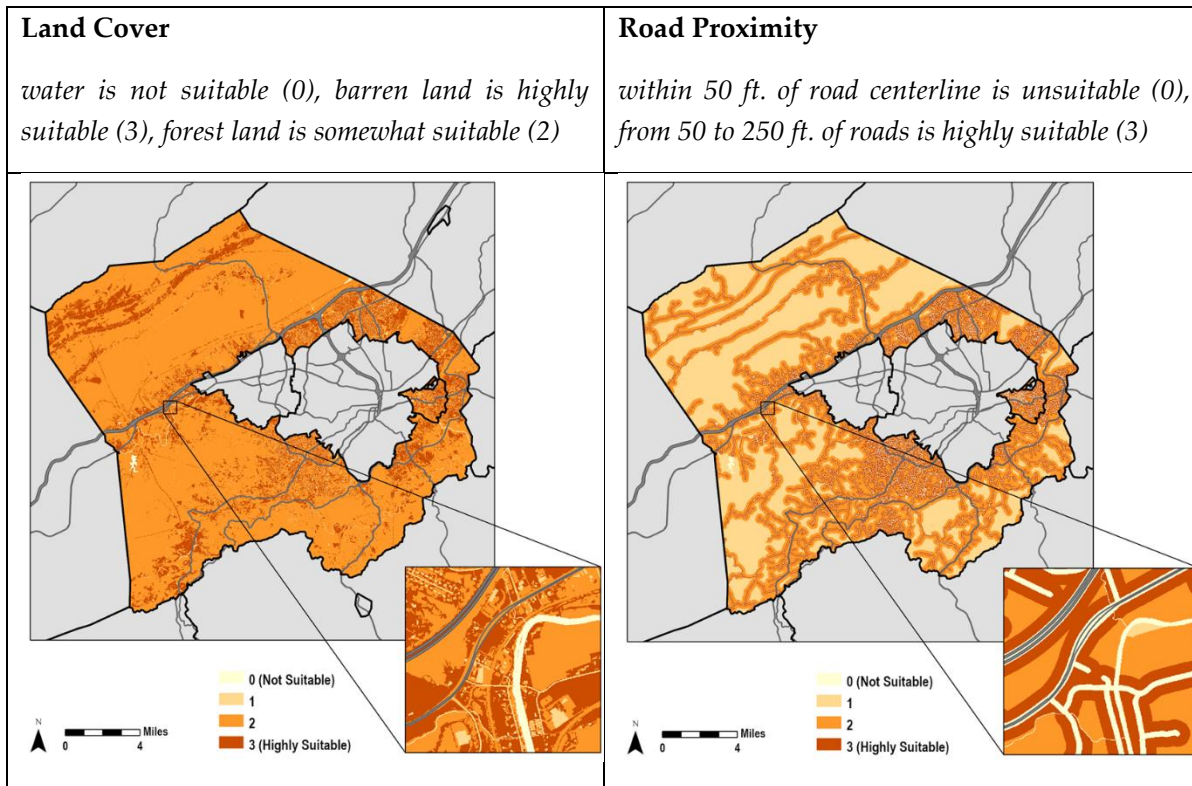 Land Cover
water is not suitable (0), barren land is highly
suitable (3), forest land is somewhat suitable (2)
Road Proximity
within 50 ft. of road centerline is unsuitable (0),
from 50 to 250 ft. of roads is highly suitable (3)
0 (Not Suitable)
1
2
3 (Highly Suitable)
N
Miles
0
4
0 (Not Suitable)
1
2
3 (Highly Suitable)
N
Miles
0
4